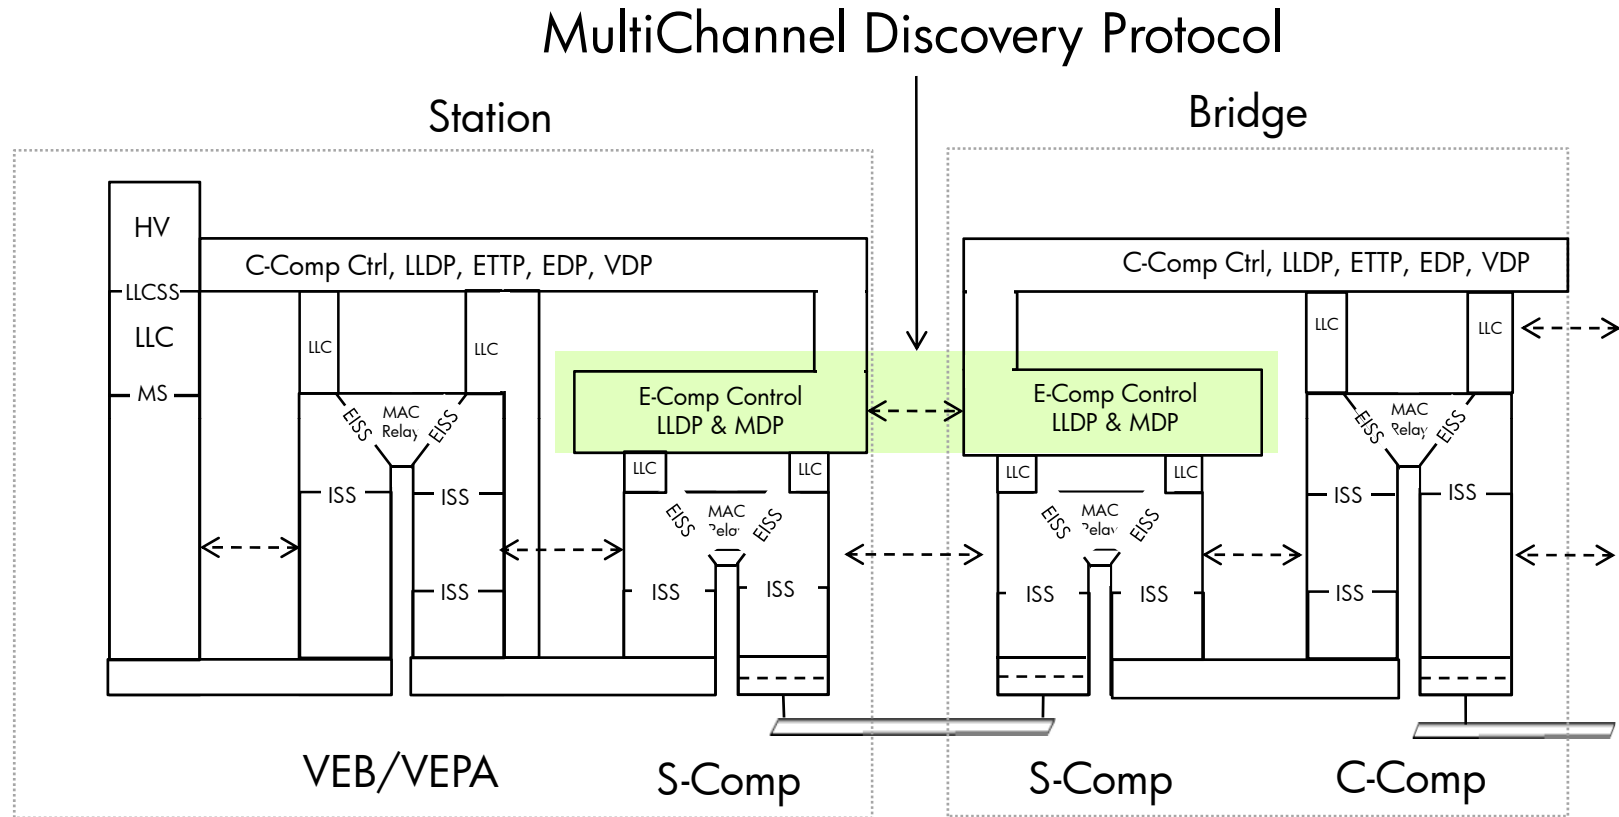 MultiChannel Discovery Protocol
Station
Bridge
HV
C-Comp Ctrl, LLDP, ETTP, EDP, VDP
LLCSS
LLC
MS
LLC
LLC
EISS
MAC
Relay
EISS
ISS
ISS
ISS
E-Comp Control
LLDP & MDP
LLC
LLC
EISS
MAC
EISS
ISS
ISS
C-Comp Ctrl, LLDP, ETTP, EDP, VDP
E-Comp Control
LLDP & MDP
LLC
LLC
EISS
MAC
Relay
EISS
ISS
ISS
LLC
LLC
EISS
MAC
Relay
EISS
ISS
ISS
ISS
VEB/VEPA
S-Comp
S-Comp
C-Comp